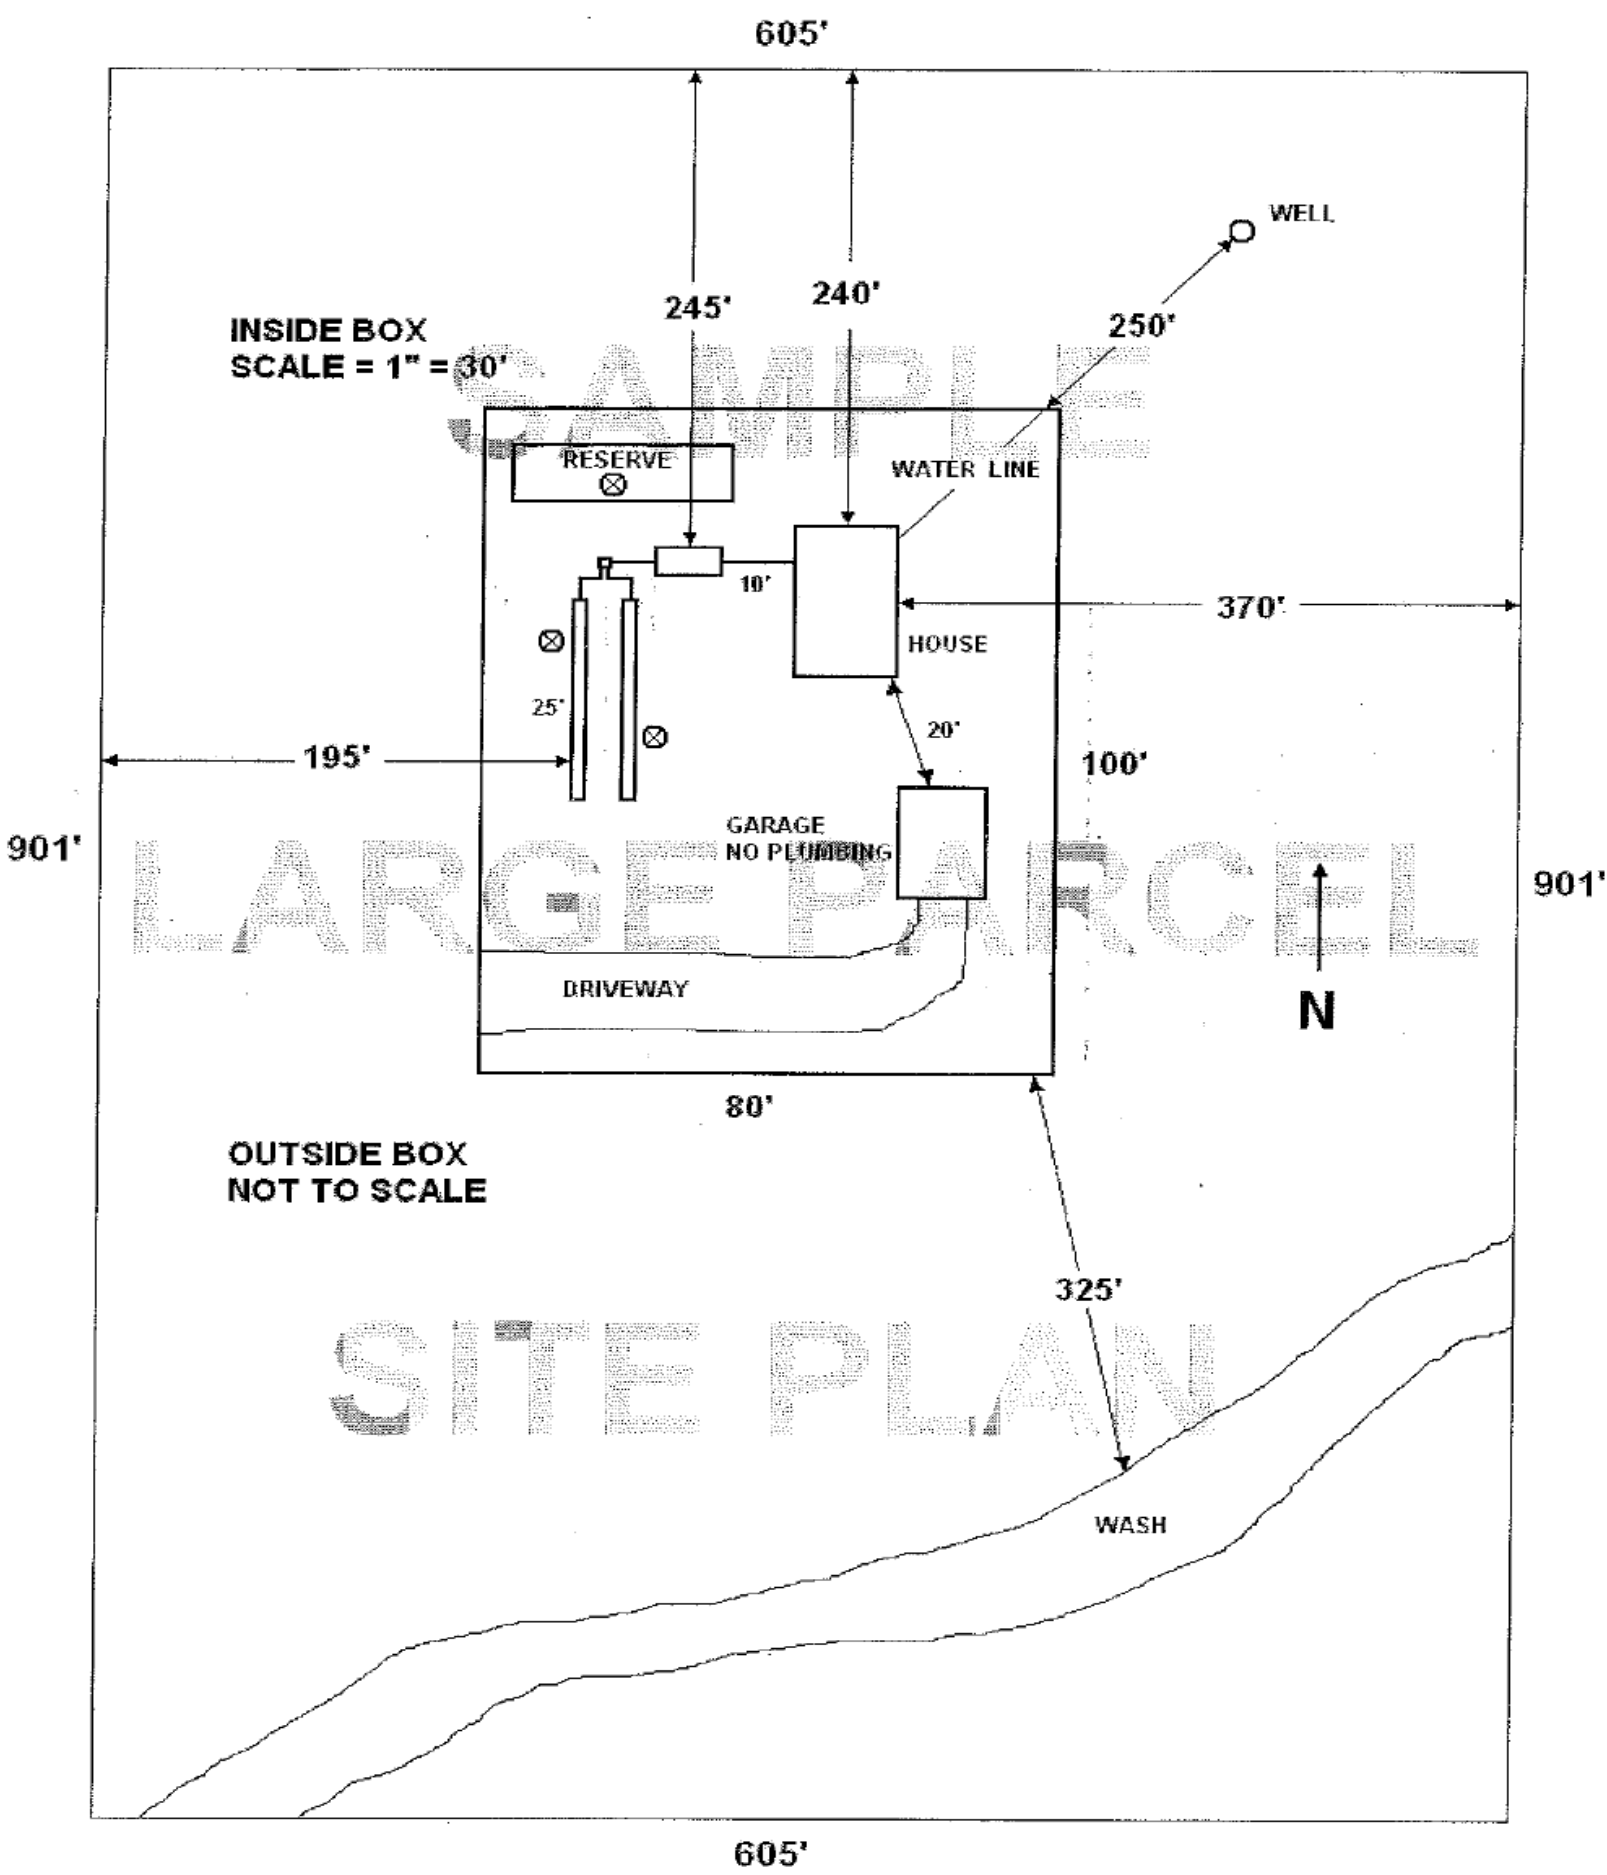 605'
WELL
245'
240'
250'
INSIDE BOX
SCALE = 1" = 30'
SAMPLE
RESERVE
WATER LINE
10'
370'
HOUSE
25'
20'
195'
100'
GARAGE
NO PLUMBING
901'
LARGE PARCEL
901'
DRIVEWAY
N
80'
OUTSIDE BOX
NOT TO SCALE
325'
SITE PLAN
WASH
605'